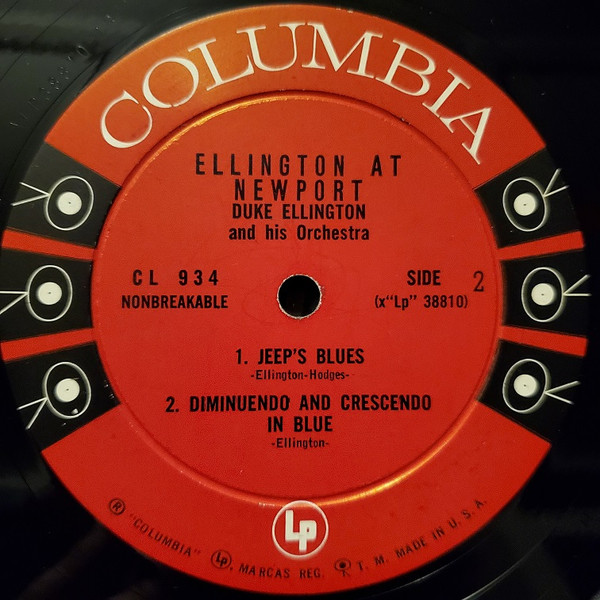 COLUMBIA
ELLINGTON AT
NEWPORT
DUKE ELLINGTON
and his Orchestra
CL 934
NONBREAKABLE
SIDE 2
(x"Lp" 38810)
1. JEEP'S BLUES
-Ellington-Hodges-
2. DIMINUENDO AND CRESCENDO
IN BLUE
-Ellington-
Lp
® "COLUMBIA" Lp, MARCAS REG. T. M. MADE IN U. S. A.